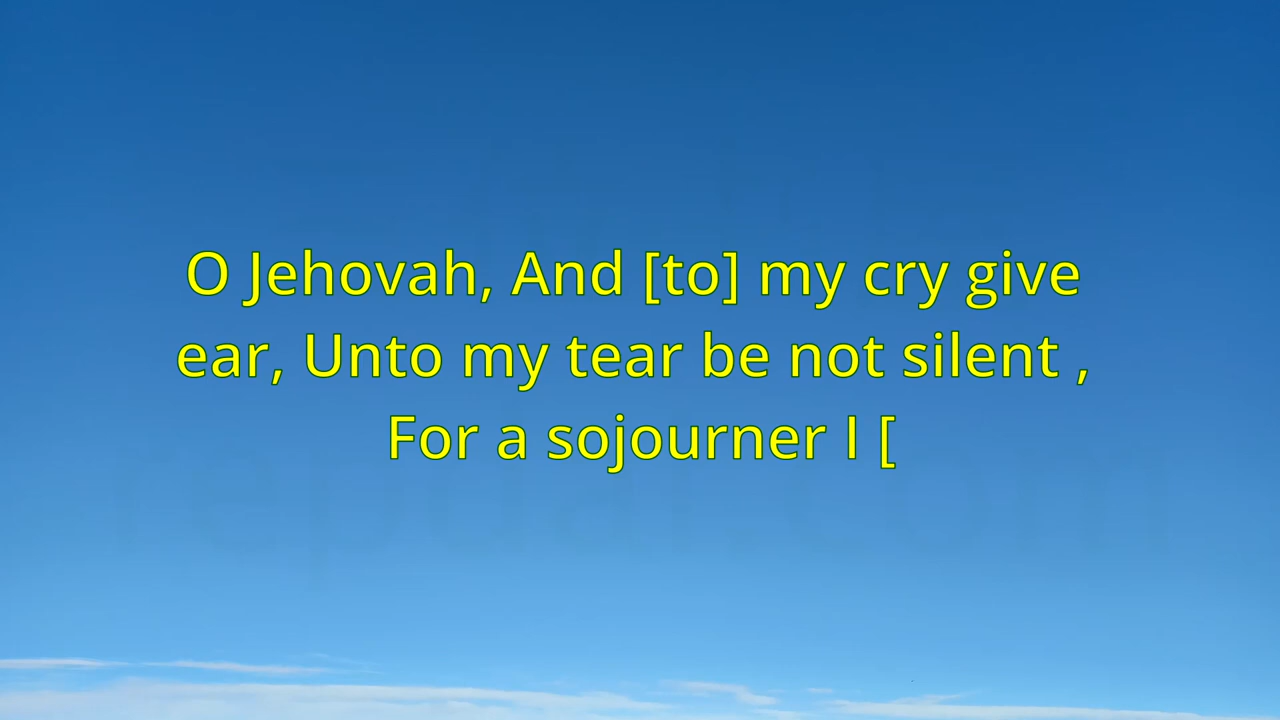 O Jehovah, And [to] my cry give
ear, Unto my tear be not silent ,
For a sojourner I [